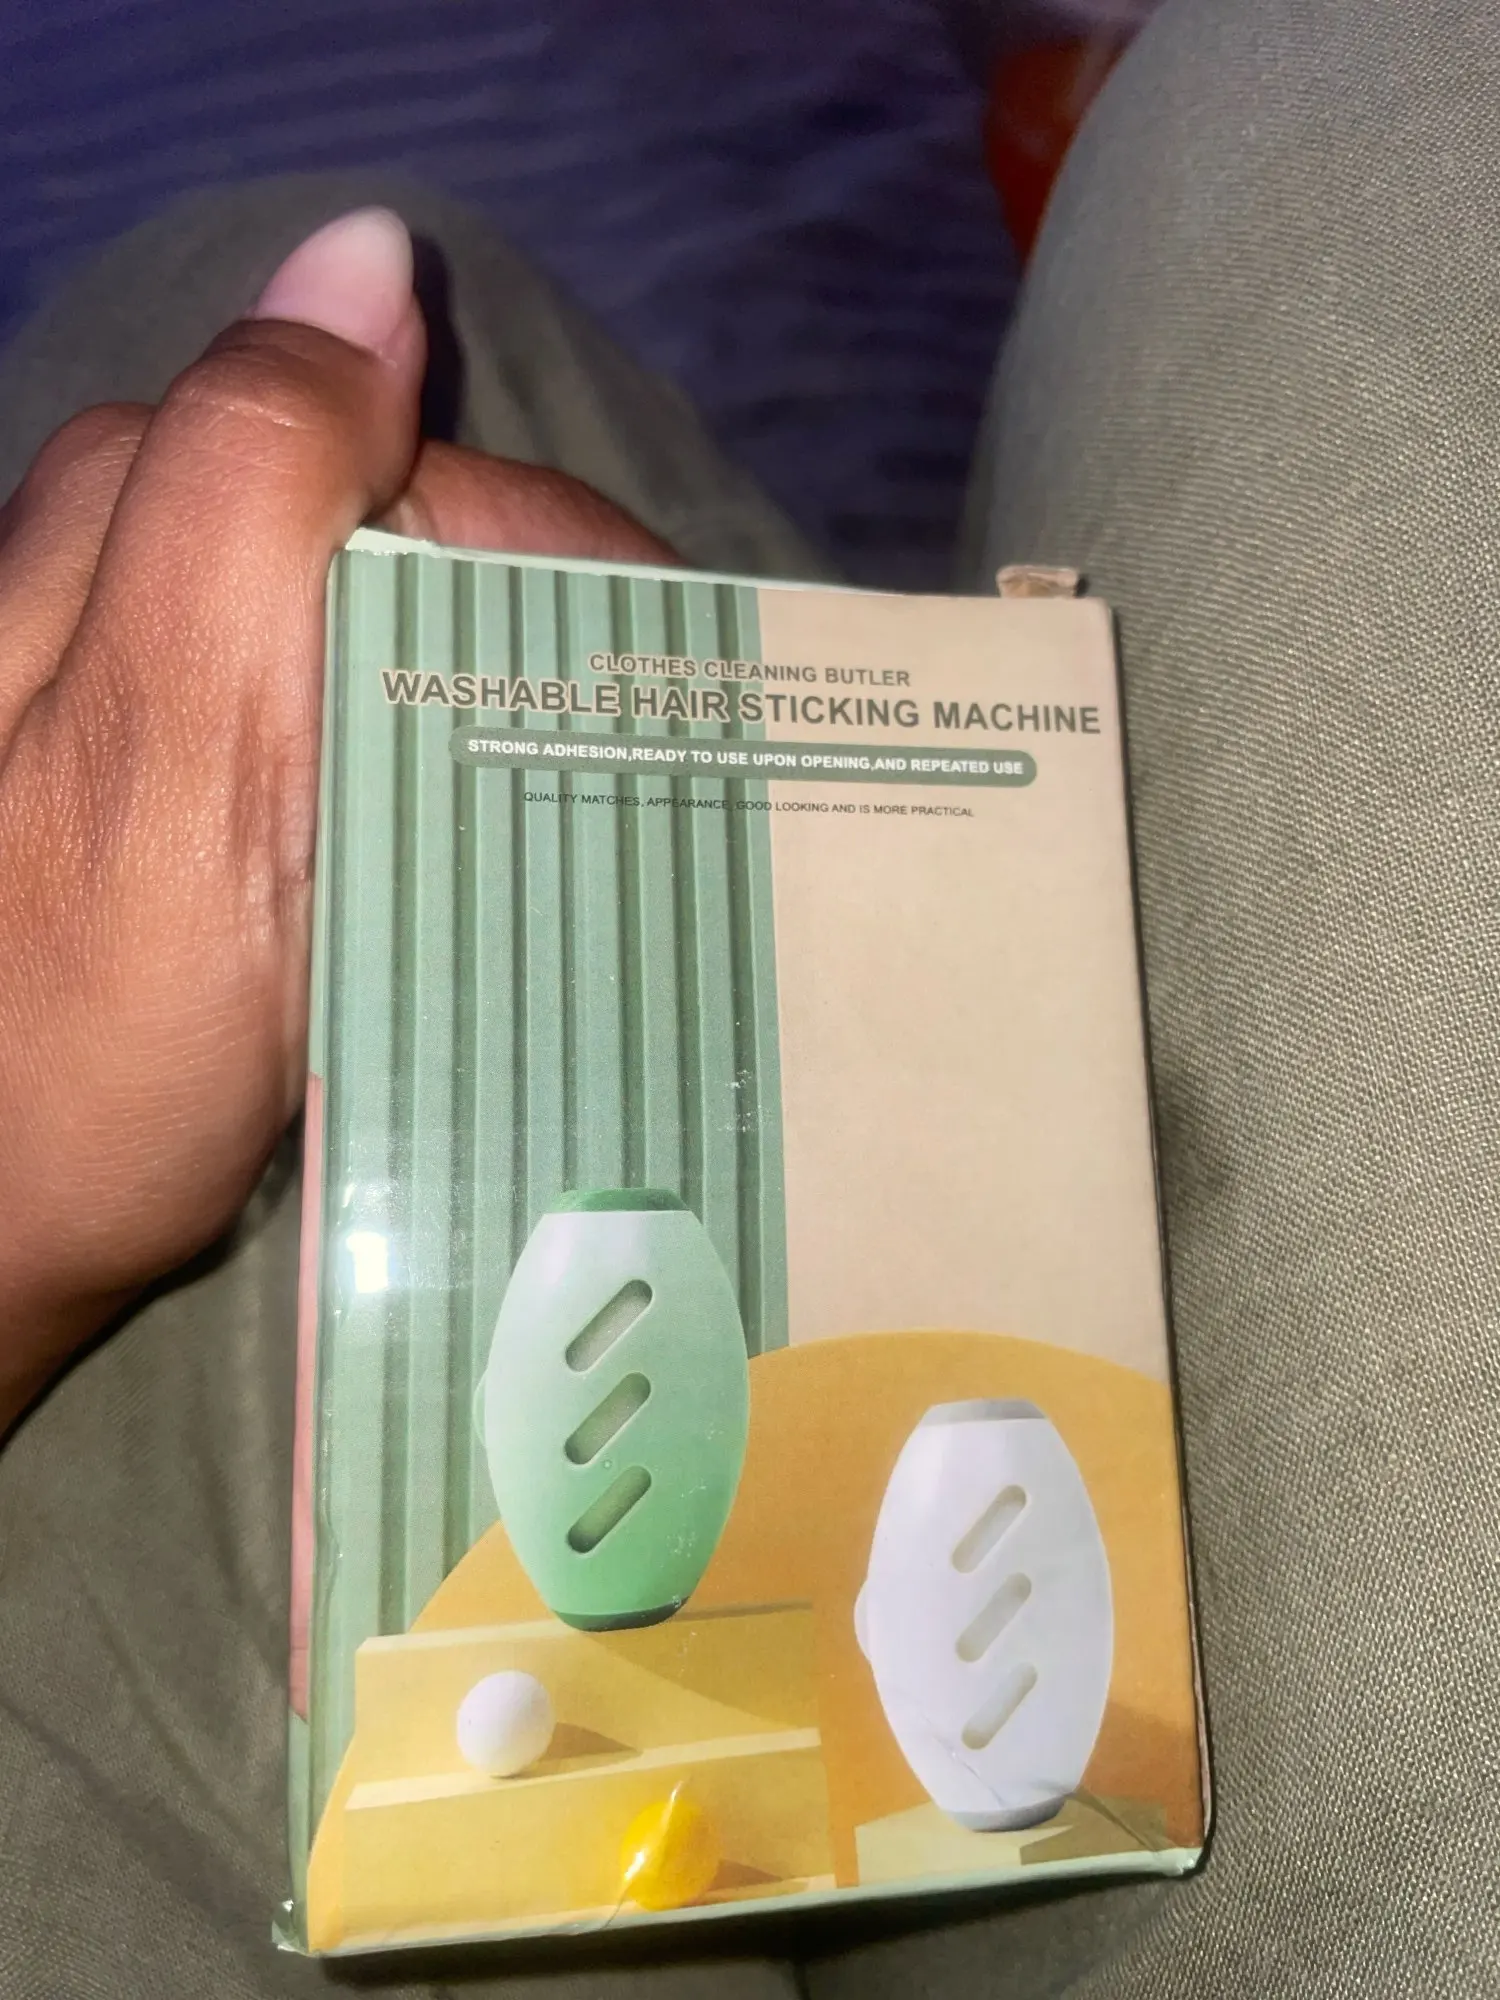 CLOTHES CLEANING BUTLER
WASHABLE HAIR STICKING MACHINE
STRONG ADHESION,READY TO USE UPON OPENING,AND REPEATED USE
QUALITY MATCHES, APPEARANCE, GOOD LOOKING AND IS MORE PRACTICAL